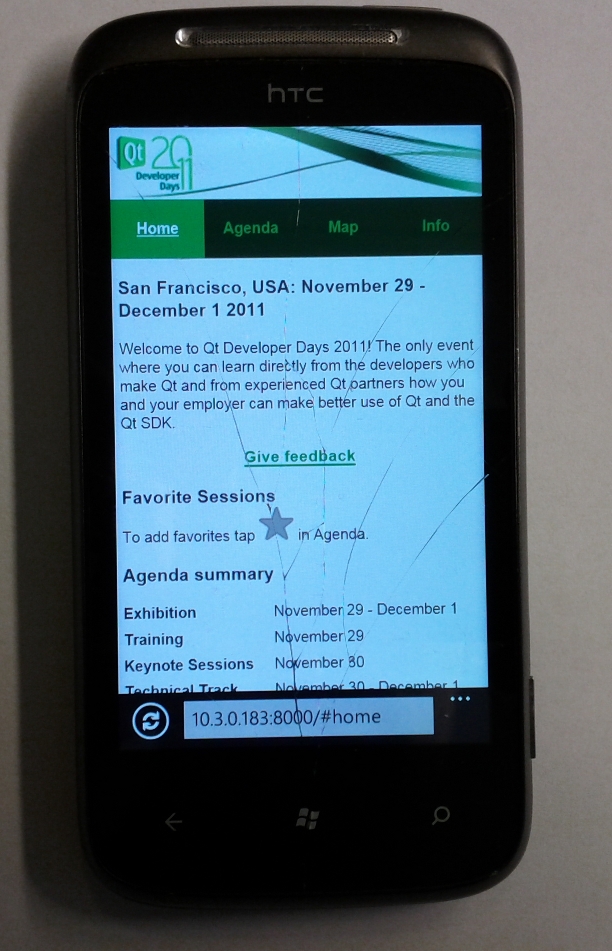 hTC
Qt 2011
Developer
Days
Home Agenda Map Info
San Francisco, USA: November 29 -
December 1 2011
Welcome to Qt Developer Days 2011! The only event
where you can learn directly from the developers who
make Qt and from experienced Qt partners how you
and your employer can make better use of Qt and the
Qt SDK.
Give feedback
Favorite Sessions
To add favorites tap in Agenda.
Agenda summary
Exhibition November 29 - December 1
Training November 29
Keynote Sessions November 30
Technical Track November 30 - December 1
10.3.0.183:8000/#home